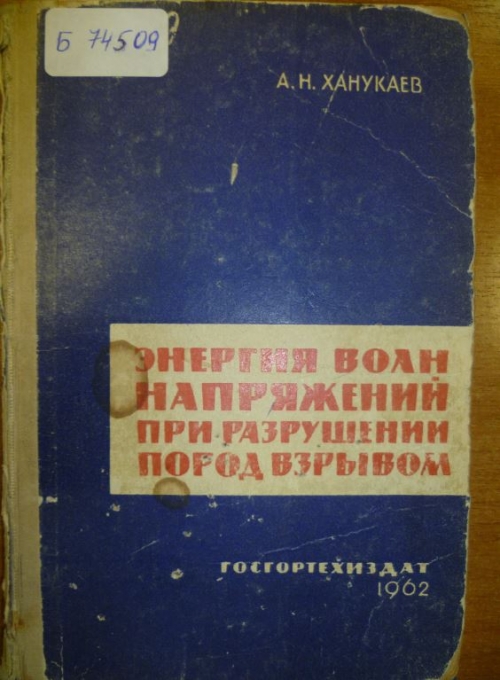 Б 74509
А. Н. ХАНУКАЕВ
ЭНЕРГИЯ ВОЛН
НАПРЯЖЕНИЙ
ПРИ РАЗРУШЕНИИ
ПОРОД ВЗРЫВОМ
ГОСГОРТЕХИЗДАТ
1962